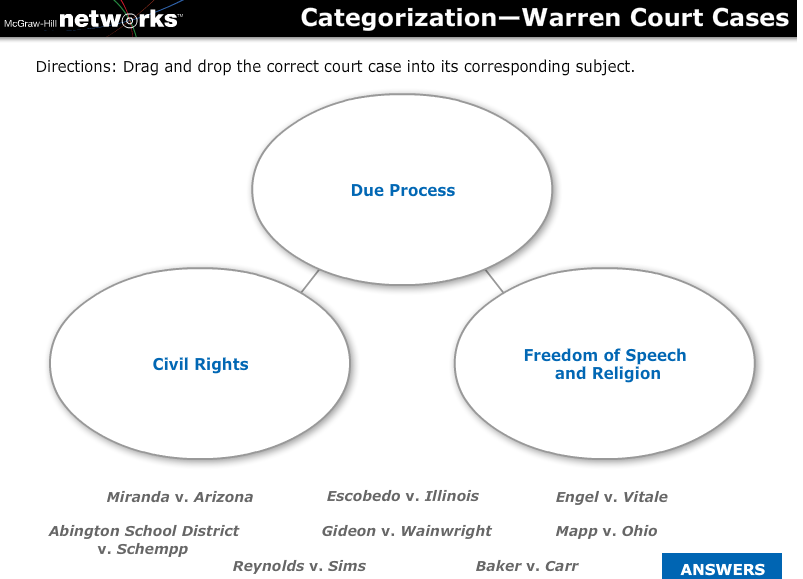 McGraw-Hill networks™
Categorization—Warren Court Cases
Directions: Drag and drop the correct court case into its corresponding subject.
Due Process
Civil Rights
Freedom of Speech
and Religion
Miranda v. Arizona
Escobedo v. Illinois
Engel v. Vitale
Abington School District
v. Schempp
Gideon v. Wainwright
Mapp v. Ohio
Reynolds v. Sims
Baker v. Carr
ANSWERS